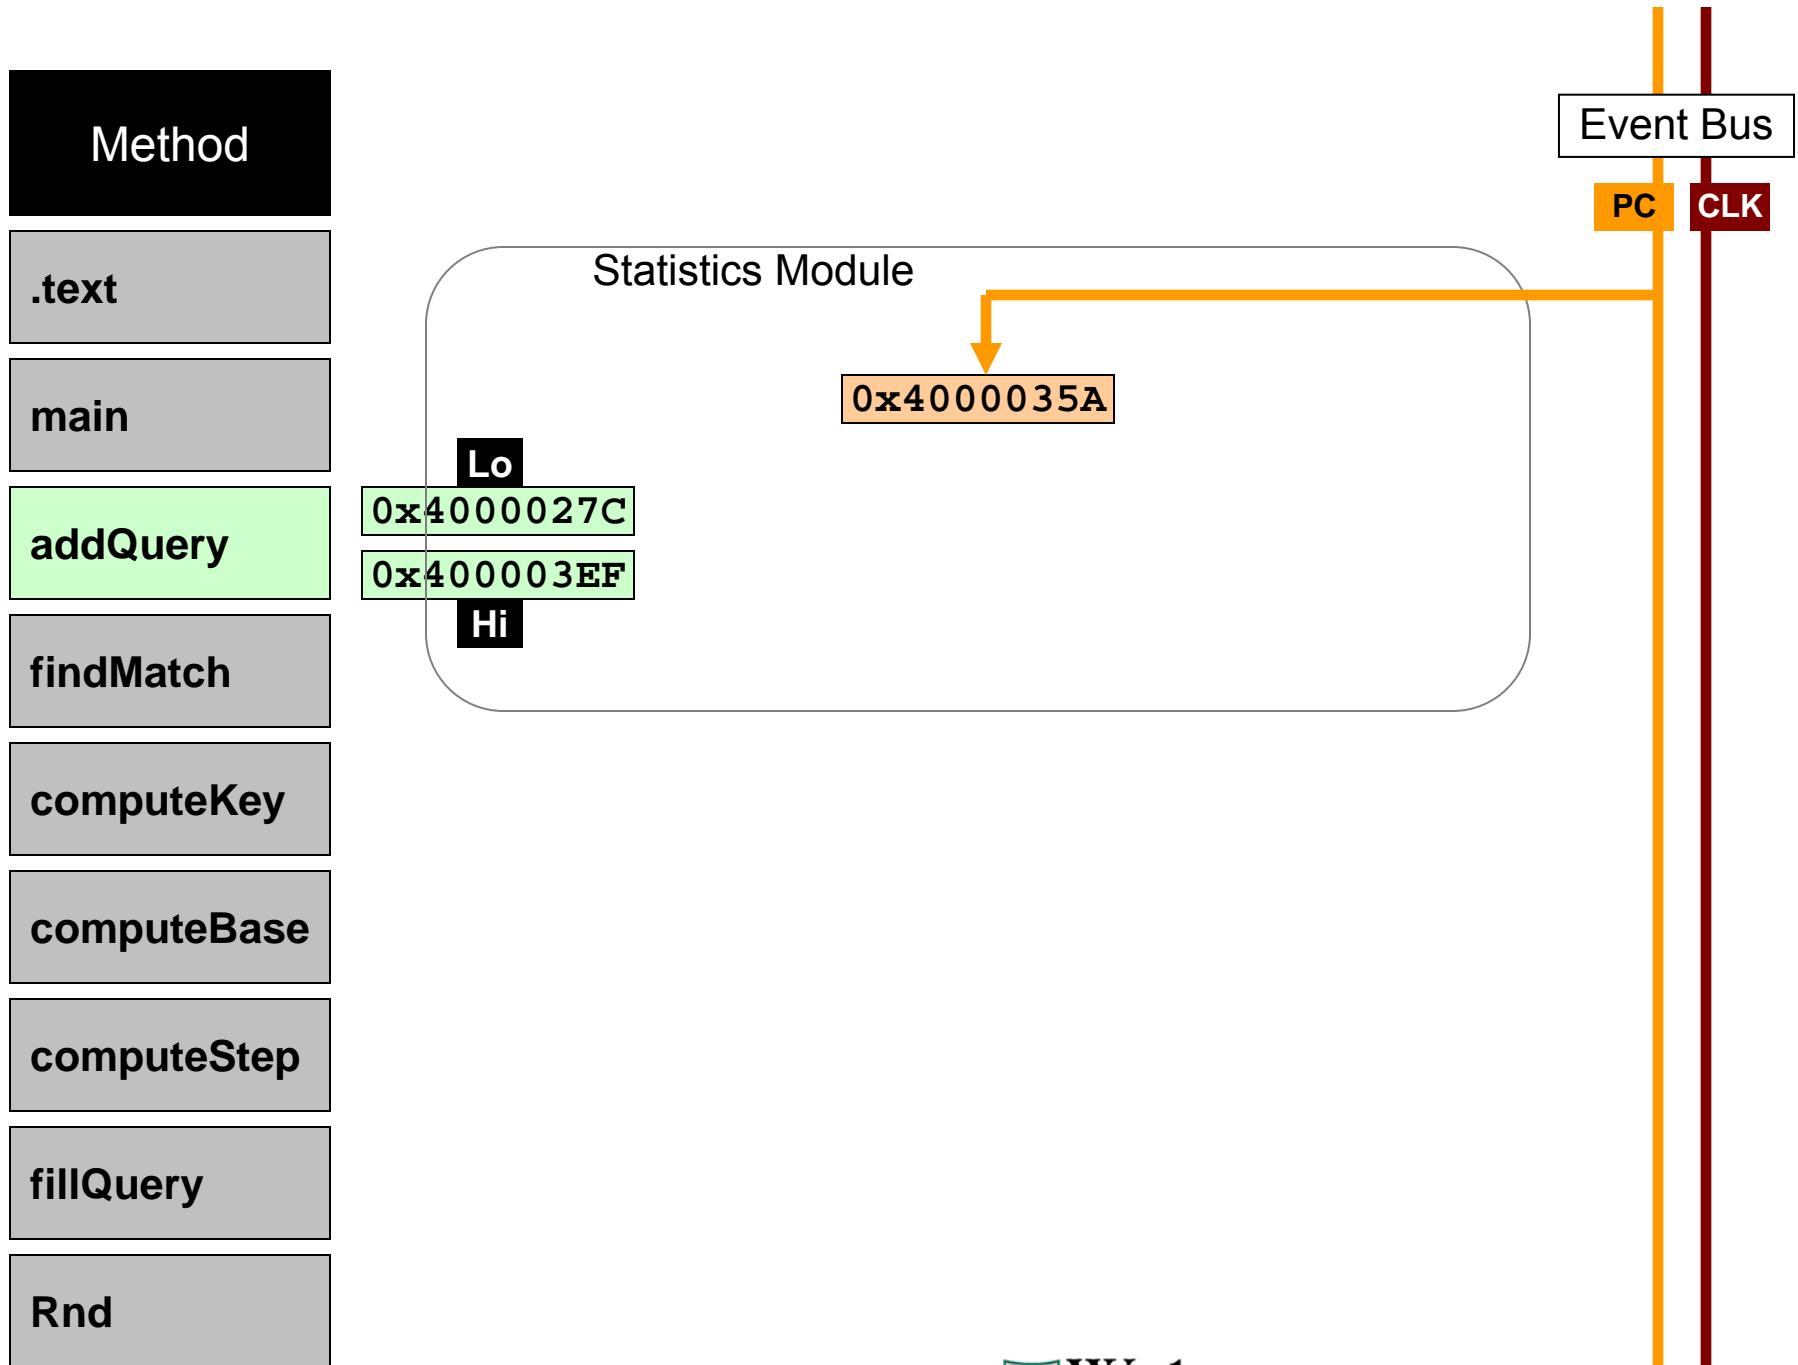 Method
Event Bus
PC CLK
.text
Statistics Module
main
0x4000035A
Lo
0x4000027C
addQuery
0x400003EF
Hi
findMatch
computeKey
computeBase
computeStep
fillQuery
Rnd